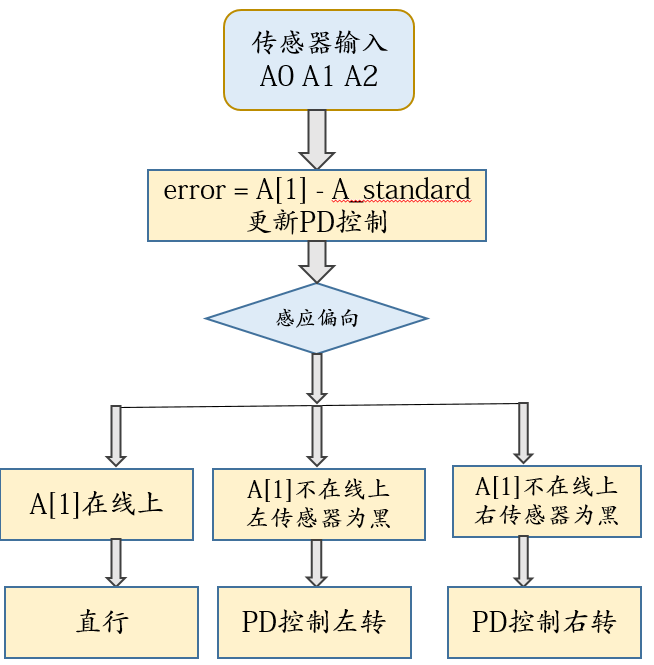 传感器输入
A0 A1 A2
error = A[1] - A_standard
更新PD控制
感应偏向
A[1]在线上
A[1]不在线上
左传感器为黑
A[1]不在线上
右传感器为黑
直行
PD控制左转
PD控制右转